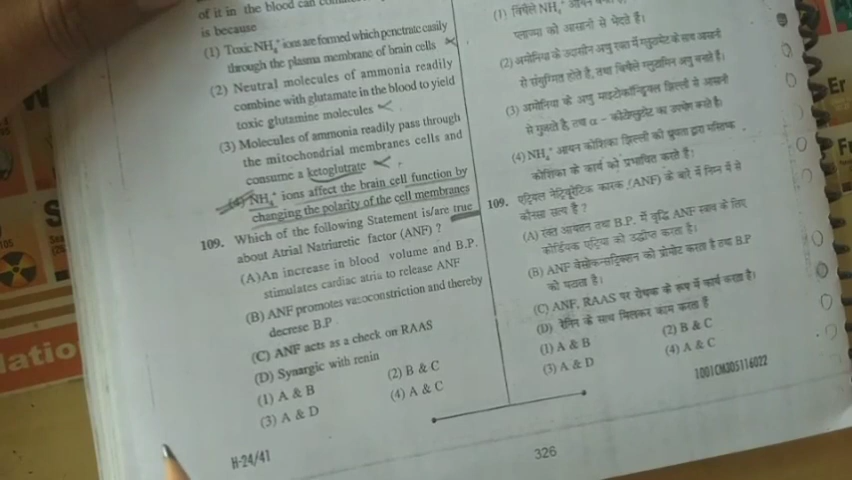 of it in the blood can
is because
(1) Toxic NH₄⁺ ions are formed which penetrate easily
through the plasma membrane of brain cells
(2) Neutral molecules of ammonia readily
combine with glutamate in the blood to yield
toxic glutamine molecules
(3) Molecules of ammonia readily pass through
the mitochondrial membranes cells and
consume a ketoglutrate
(4) NH₄⁺ ions affect the brain cell function by
changing the polarity of the cell membranes
109. Which of the following Statement is/are true
about Atrial Natriuretic factor (ANF) ?
(A)An increase in blood volume and B.P.
stimulates cardiac atria to release ANF
(B) ANF promotes vasoconstriction and thereby
decrese B.P
(C) ANF acts as a check on RAAS
(D) Synargic with renin
(1) A & B (2) B & C
(3) A & D (4) A & C
H-24/41
(1) विषैले NH₄⁺ आयन
प्लाज्मा को आसानी से भेदते हैं।
(2) अमोनिया के उदासीन अणु रक्त में ग्लूटामेट के साथ आसानी
से संयुग्मित होते है, तथा विषैले ग्लूटामिन अणु बनाते हैं।
(3) अमोनिया के अणु माइटोकॉन्ड्रियल झिल्ली से आसानी
से गुजरते है, तथा α - कीटोग्लूटरेट का उपभोग करते है।
(4) NH₄⁺ आयन कोशिका झिल्ली की ध्रुवता द्वारा मस्तिष्क
कोशिका के कार्य को प्रभावित करते हैं।
109. एट्रियल नेट्रियूरेटिक कारक (ANF) के बारे में निम्न में से
कौनसा सत्य है ?
(A) रक्त आयतन तथा B.P. में वृद्धि ANF स्त्राव के लिए
कोर्डियक एट्रिया को उद्दीप्त करता है।
(B) ANF वेसोकन्सट्रिक्शन को प्रोमोट करता है तथा B.P
को घटाता है।
(C) ANF, RAAS पर रोधक के रूप में कार्य करता है।
(D) रेनिन के साथ मिलकर काम करता है
(1) A & B (2) B & C
(3) A & D (4) A & C
1001CM305116022
326
latio
Er